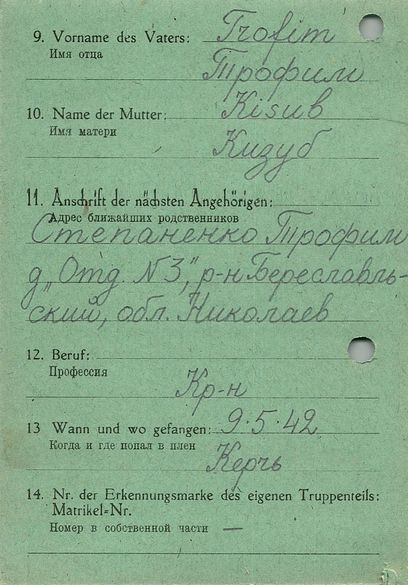 9. Vorname des Vaters: Trofim
Имя отца
Трофим
10. Name der Mutter: Kisub
Имя матери
Кизуб
11. Anschrift der nächsten Angehörigen:
Адрес ближайших родственников
Степаненко Трофим
д „Отд. N3”, р-н Береславль-
ский, обл. Николаев
12. Beruf:
Профессия
Кр-н
13 Wann und wo gefangen: 9.5.42
Когда и где попал в плен
Керчь
14. Nr. der Erkennungsmarke des eigenen Truppenteils:
Matrikel=Nr.
Номер в собственной части —